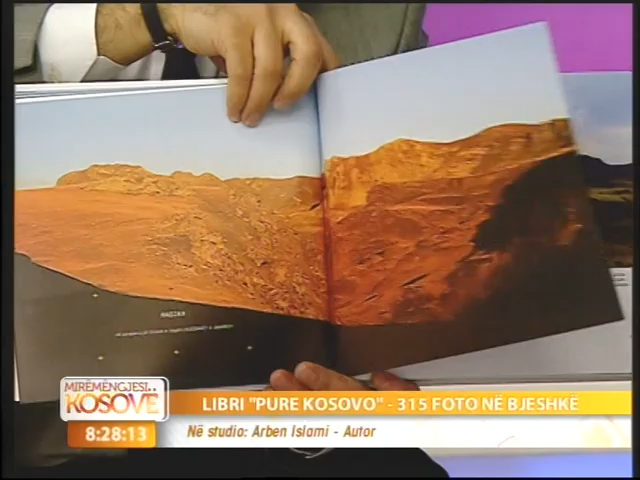 MIRËMËNGJESI..
KOSOVË
8:28:13
LIBRI "PURE KOSOVO" - 315 FOTO NË BJESHKË
Në studio: Arben Islami - Autor